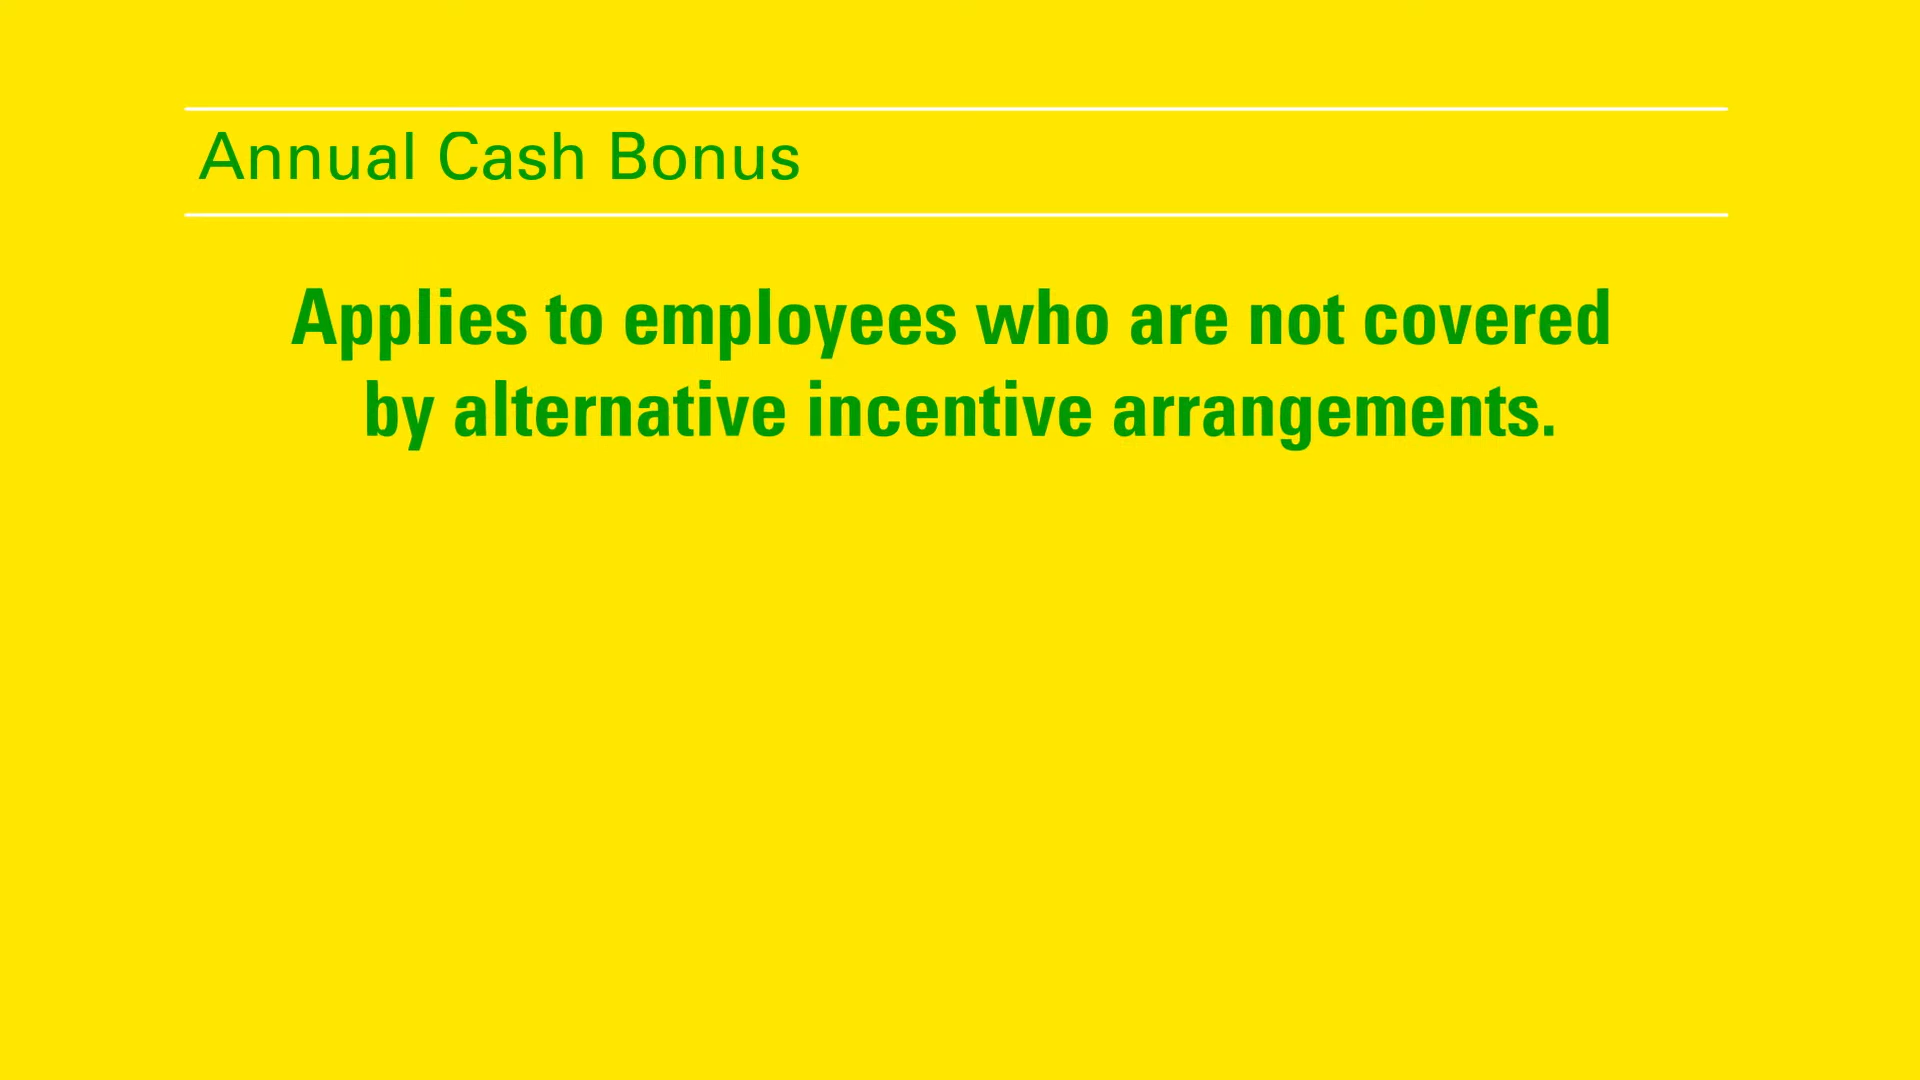 Annual Cash Bonus
Applies to employees who are not covered
by alternative incentive arrangements.